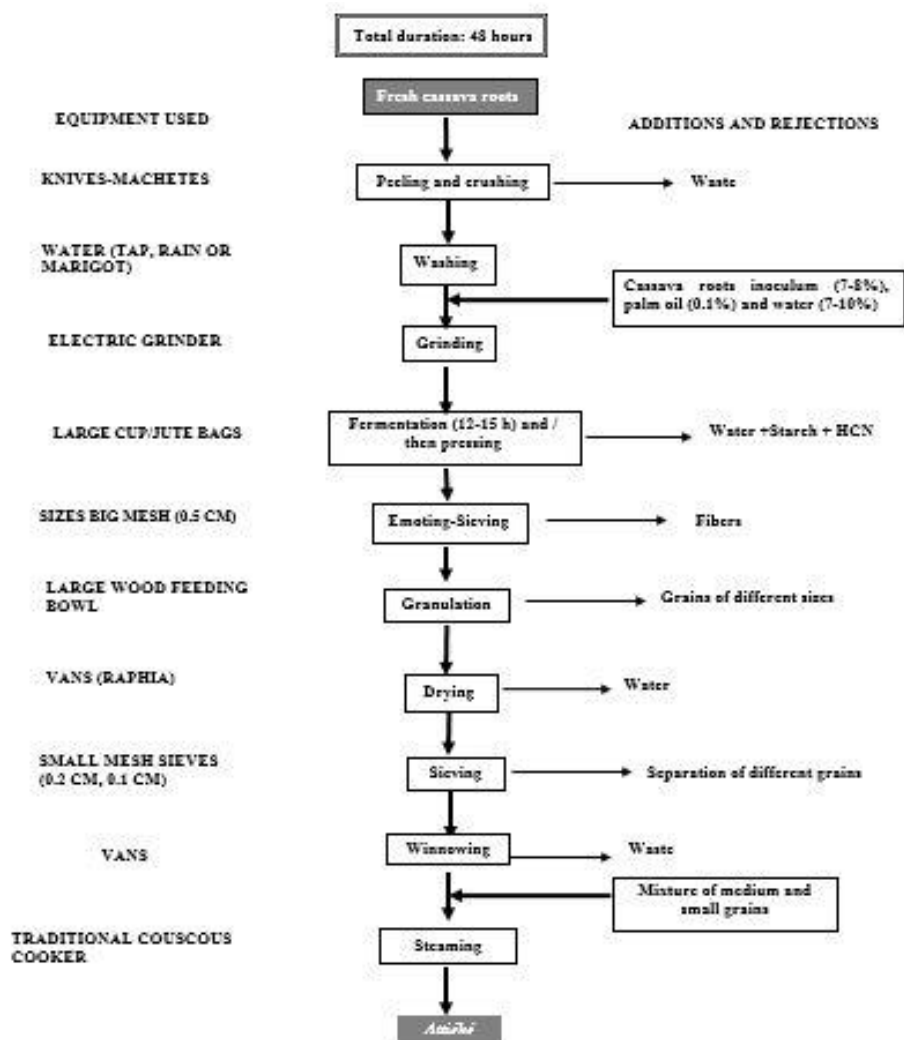 Total duration: 48 hours
Fresh cassava roots
EQUIPMENT USED
ADDITIONS AND REJECTIONS
KNIVES-MACHETES
Peeling and crushing
Waste
WATER (TAP, RAIN OR
MARIGOT)
Washing
Cassava roots inoculum (7-8%),
palm oil (0.1%) and water (7-10%)
ELECTRIC GRINDER
Grinding
LARGE CUP/JUTE BAGS
Fermentation (12-15 h) and /
then pressing
Water +Starch + HCN
SIZES BIG MESH (0.5 CM)
Emoting-Sieving
Fibers
LARGE WOOD FEEDING
BOWL
Granulation
Grains of different sizes
VANS (RAPHIA)
Drying
Water
SMALL MESH SIEVES
(0.2 CM, 0.1 CM)
Sieving
Separation of different grains
VANS
Winnowing
Waste
Mixture of medium and
small grains
TRADITIONAL COUSCOUS
COOKER
Steaming
Attiéké